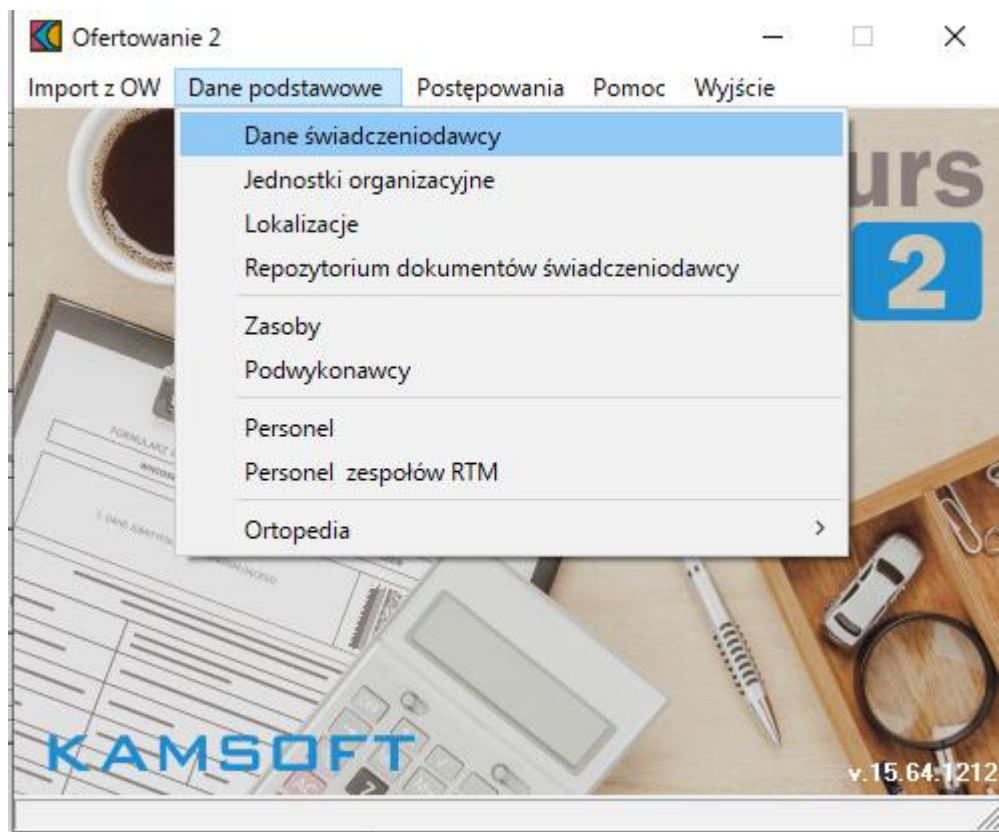 Ofertowanie 2
Import z OW Dane podstawowe Postępowania Pomoc Wyjście
Dane świadczeniodawcy
Jednostki organizacyjne
Lokalizacje
Repozytorium dokumentów świadczeniodawcy
Zasoby
Podwykonawcy
Personel
Personel zespołów RTM
Ortopedia
urs
2
KAMSOFT
v.15.64.1212